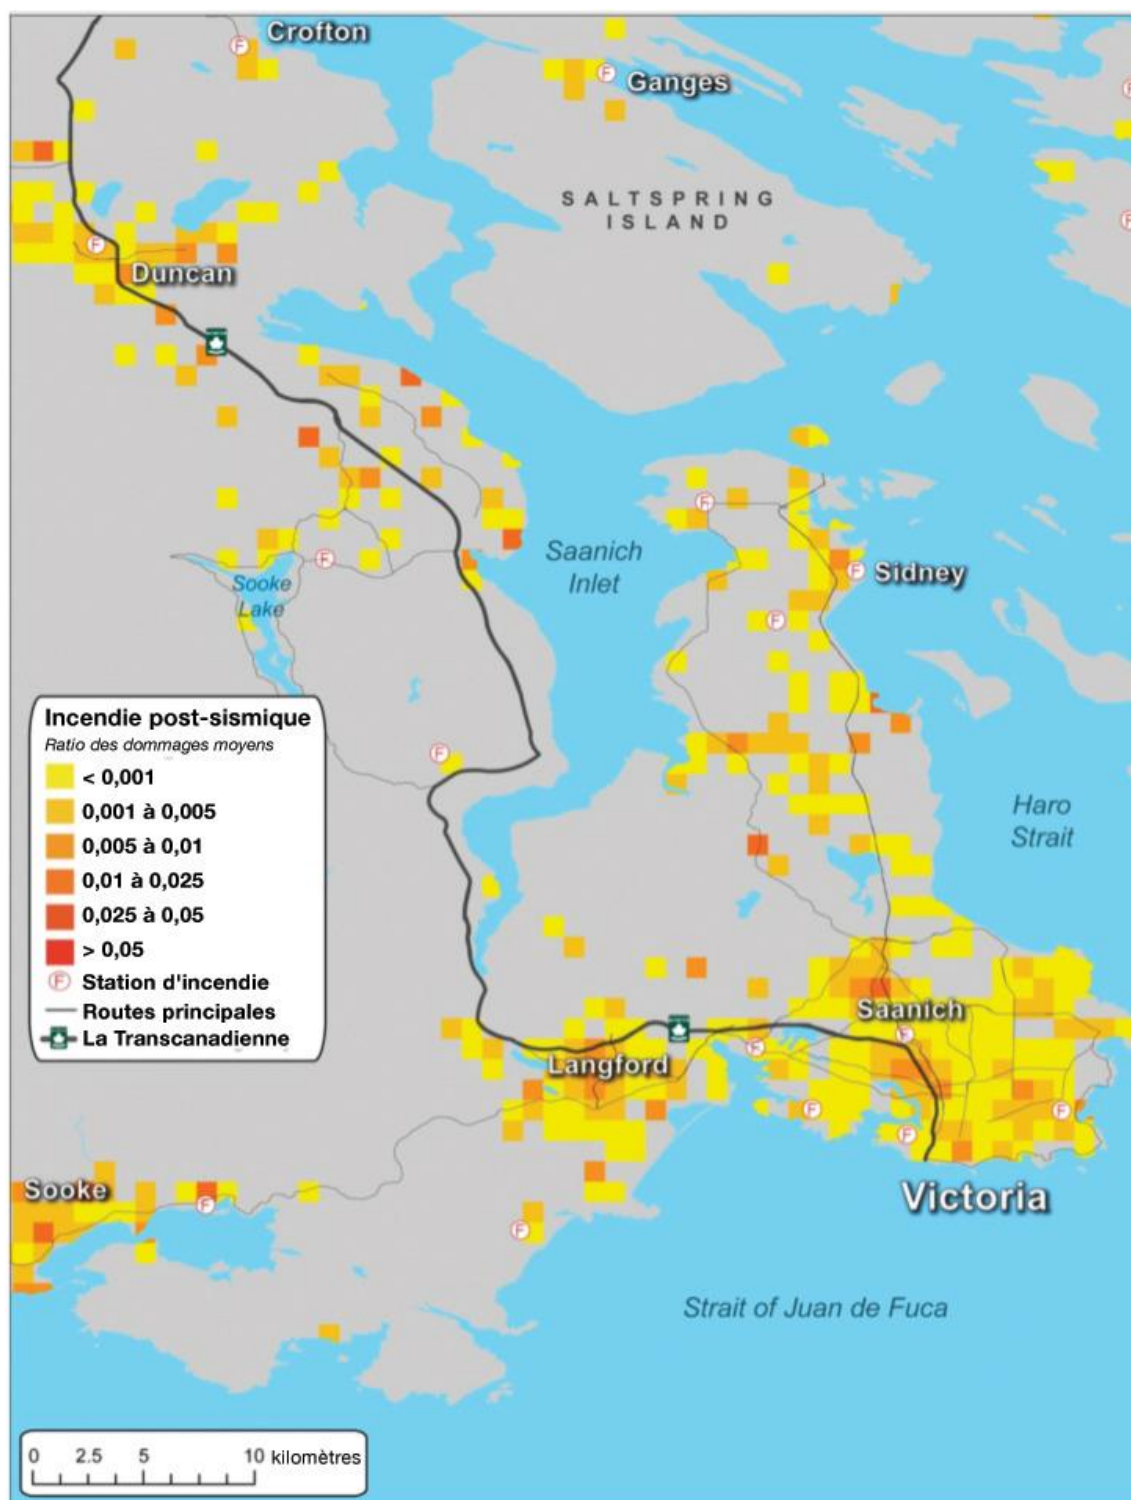 Crofton
Ganges
SALTSPRING
ISLAND
Duncan
Saanich
Inlet
Sidney
Sooke
Lake
Incendie post-sismique
Ratio des dommages moyens
< 0,001
0,001 à 0,005
0,005 à 0,01
0,01 à 0,025
0,025 à 0,05
> 0,05
F Station d'incendie
Routes principales
La Transcanadienne
Haro
Strait
Saanich
Langford
Sooke
Victoria
Strait of Juan de Fuca
0 2.5 5 10 kilomètres